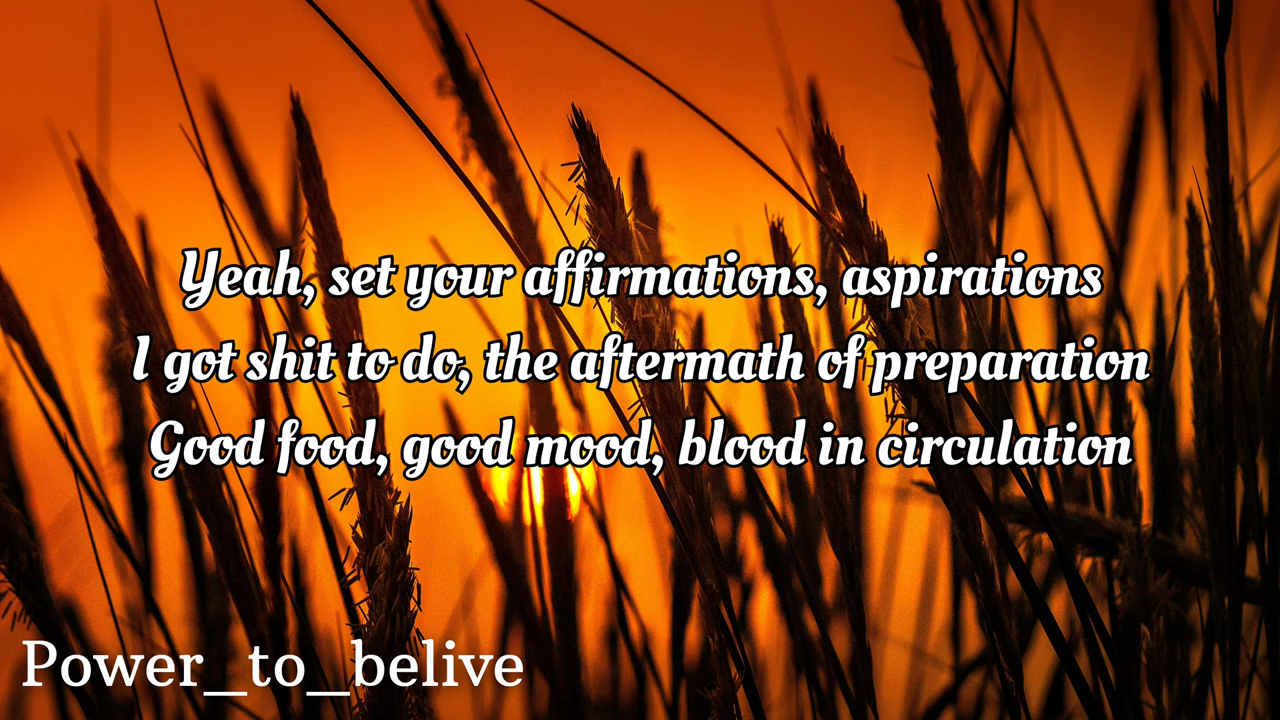 Yeah, set your affirmations, aspirations
I got shit to do, the aftermath of preparation
Good food, good mood, blood in circulation
Power_to_belive